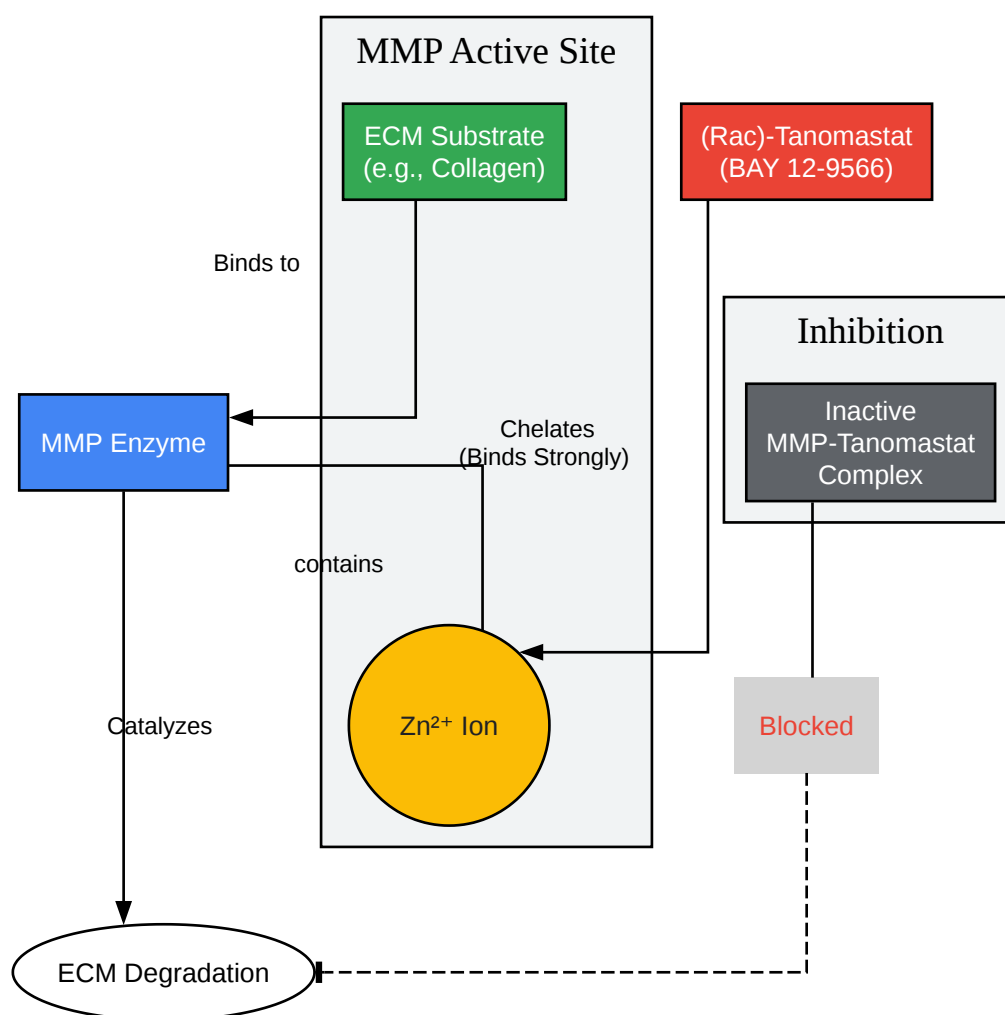 MMP Active Site
ECM Substrate
(e.g., Collagen)
(Rac)-Tanomastat
(BAY 12-9566)
Binds to
Inhibition
MMP Enzyme
Chelates
(Binds Strongly)
Inactive
MMP-Tanomastat
Complex
contains
Catalyzes
Zn²⁺ Ion
Blocked
ECM Degradation